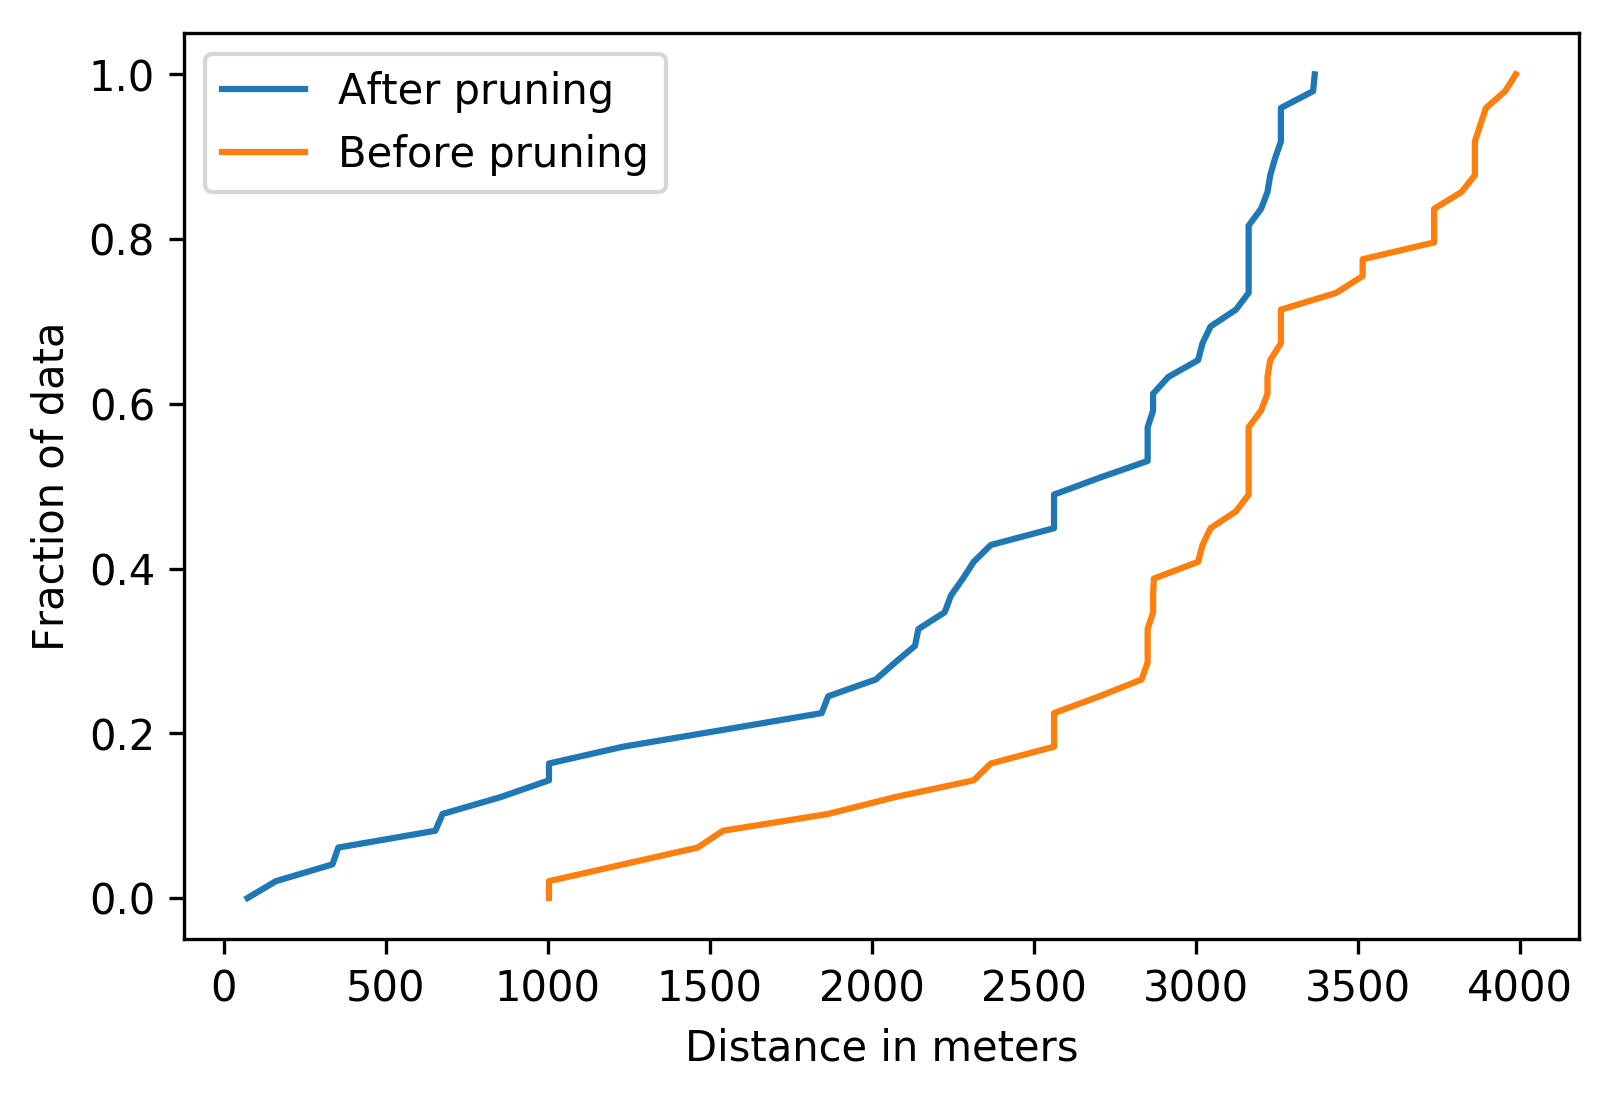 After pruning
Before pruning
1.0
0.8
0.6
0.4
0.2
0.0
Fraction of data
0 500 1000 1500 2000 2500 3000 3500 4000
Distance in meters